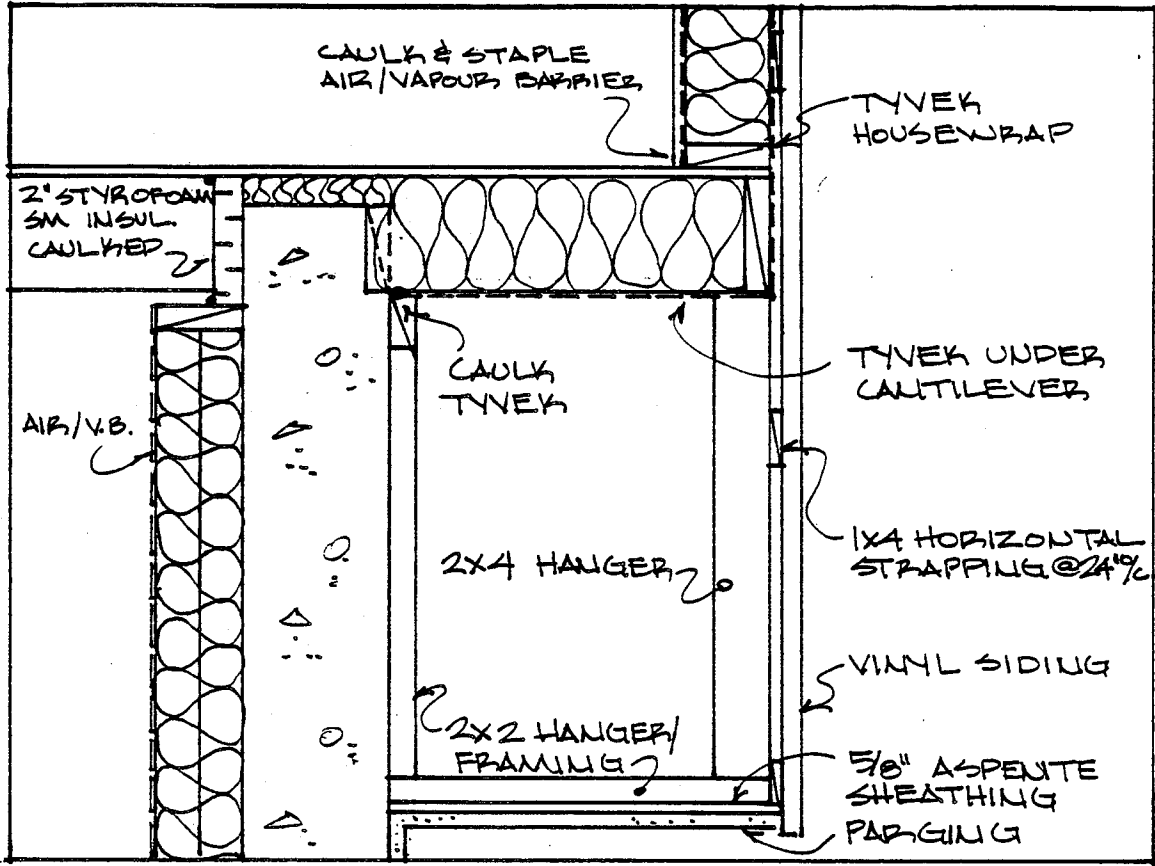 CAULK & STAPLE
AIR/VAPOUR BARRIER
TYVEK
HOUSEWRAP
2" STYROFOAM
SM INSUL.
CAULKED
CAULK
TYVEK
TYVEK UNDER
CANTILEVER
AIR/V.B.
1X4 HORIZONTAL
STRAPPING @24"O/C
2X4 HANGER
VINYL SIDING
2X2 HANGER/
FRAMING
5/8" ASPENITE
SHEATHING
PARGING